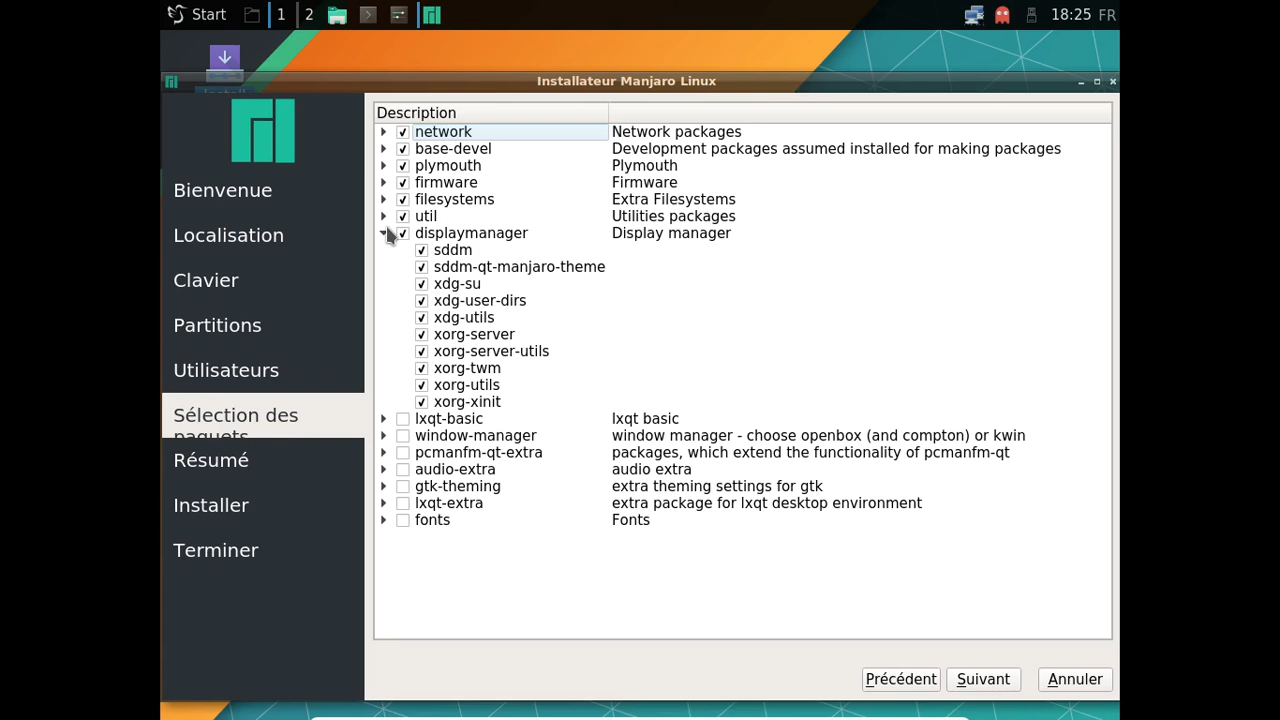 Start 1 2 18:25 FR
Installateur Manjaro Linux
Bienvenue
Localisation
Clavier
Partitions
Utilisateurs
Sélection des
paquets
Résumé
Installer
Terminer
Description
network Network packages
base-devel Development packages assumed installed for making packages
plymouth Plymouth
firmware Firmware
filesystems Extra Filesystems
util Utilities packages
displaymanager Display manager
sddm
sddm-qt-manjaro-theme
xdg-su
xdg-user-dirs
xdg-utils
xorg-server
xorg-server-utils
xorg-twm
xorg-utils
xorg-xinit
lxqt-basic lxqt basic
window-manager window manager - choose openbox (and compton) or kwin
pcmanfm-qt-extra packages, which extend the functionality of pcmanfm-qt
audio-extra audio extra
gtk-theming extra theming settings for gtk
lxqt-extra extra package for lxqt desktop environment
fonts Fonts
Précédent Suivant Annuler